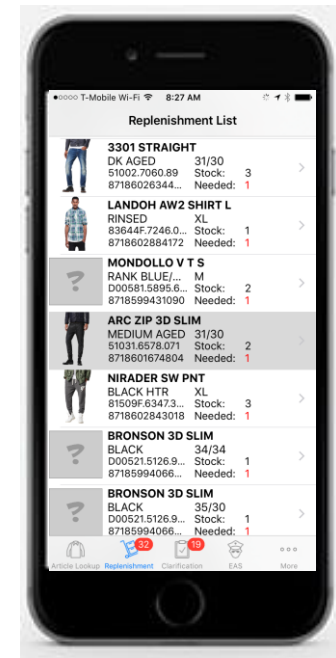 ●○○○○ T-Mobile Wi-Fi 8:27 AM
Replenishment List
3301 STRAIGHT
DK AGED 31/30
51002.7060.89 Stock: 3
87186026344... Needed: 1
LANDOH AW2 SHIRT L
RINSED XL
83644F.7246.0... Stock: 1
8718602884172 Needed: 1
MONDOLLO V T S
RANK BLUE/... M
D00581.5895.6... Stock: 2
8718599431090 Needed: 1
ARC ZIP 3D SLIM
MEDIUM AGED 31/30
51031.6578.071 Stock: 2
8718601674804 Needed: 1
NIRADER SW PNT
BLACK HTR XL
81509F.6347.3... Stock: 3
8718602843018 Needed: 1
BRONSON 3D SLIM
BLACK 34/34
D00521.5126.9... Stock: 1
87185994066... Needed: 1
BRONSON 3D SLIM
BLACK 35/30
D00521.5126.9... Stock: 1
87185994066... Needed: 1
32 19
Article Lookup Replenishment Clarification EAS More